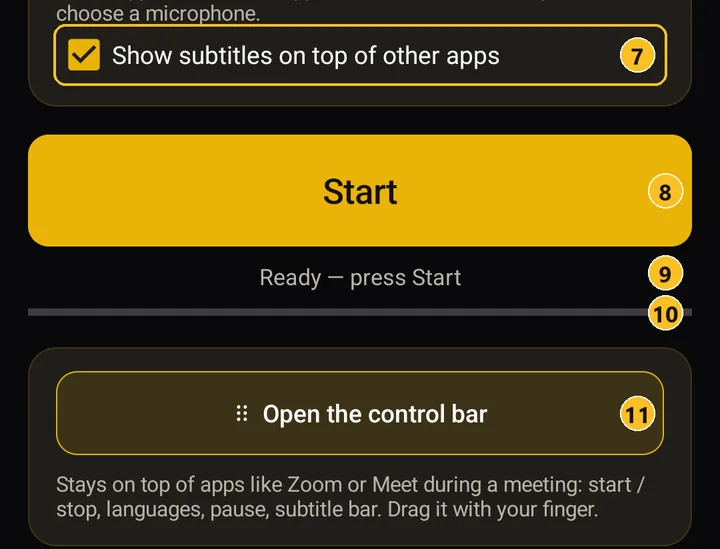 choose a microphone.
Show subtitles on top of other apps 7
Start 8
Ready — press Start 9
10
Open the control bar 11
Stays on top of apps like Zoom or Meet during a meeting: start /
stop, languages, pause, subtitle bar. Drag it with your finger.